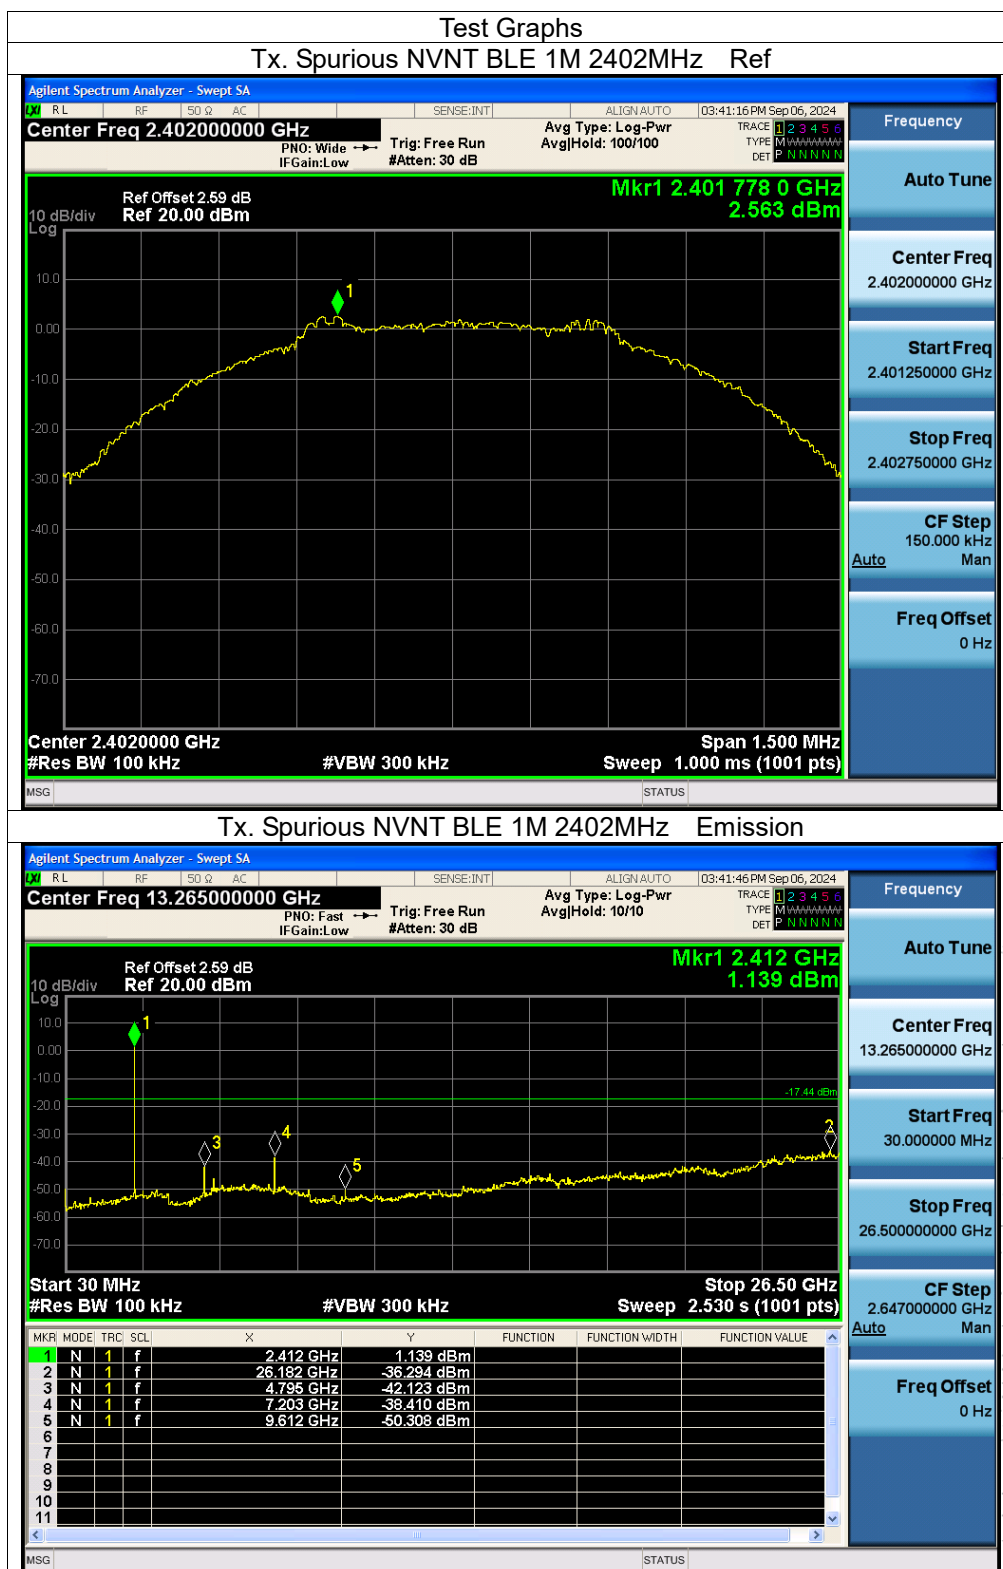 Test Graphs
Tx. Spurious NVNT BLE 1M 2402MHz Ref
Agilent Spectrum Analyzer - Swept SA
LXI RL RF 50 Ω AC SENSE:INT ALIGN AUTO 03:41:16 PM Sep 06, 2024
Center Freq 2.402000000 GHz Avg Type: Log-Pwr TRACE 1 2 3 4 5 6
PNO: Wide Trig: Free Run Avg|Hold: 100/100 TYPE M WWWWW
IFGain:Low #Atten: 30 dB DET P N N N N N
Frequency
Auto Tune
Mkr1 2.401 778 0 GHz
2.563 dBm
Ref Offset 2.59 dB
10 dB/div Ref 20.00 dBm
Log
Center Freq
2.402000000 GHz
10.0
1
0.00
-10.0
-20.0
-30.0
-40.0
-50.0
-60.0
-70.0
Start Freq
2.401250000 GHz
Stop Freq
2.402750000 GHz
CF Step
150.000 kHz
Auto Man
Freq Offset
0 Hz
Center 2.4020000 GHz Span 1.500 MHz
#Res BW 100 kHz #VBW 300 kHz Sweep 1.000 ms (1001 pts)
MSG STATUS
Tx. Spurious NVNT BLE 1M 2402MHz Emission
Agilent Spectrum Analyzer - Swept SA
LXI RL RF 50 Ω AC SENSE:INT ALIGN AUTO 03:41:46 PM Sep 06, 2024
Center Freq 13.265000000 GHz Avg Type: Log-Pwr TRACE 1 2 3 4 5 6
PNO: Fast Trig: Free Run Avg|Hold: 10/10 TYPE M WWWWW
IFGain:Low #Atten: 30 dB DET P N N N N N
Frequency
Auto Tune
Mkr1 2.412 GHz
1.139 dBm
Ref Offset 2.59 dB
10 dB/div Ref 20.00 dBm
Log
10.0
1
0.00
-10.0
-17.44 dBm
-20.0
-30.0
2
3
4
-40.0
5
-50.0
-60.0
-70.0
Center Freq
13.265000000 GHz
Start Freq
30.000000 MHz
Stop Freq
26.500000000 GHz
CF Step
2.647000000 GHz
Auto Man
Freq Offset
0 Hz
Start 30 MHz Stop 26.50 GHz
#Res BW 100 kHz #VBW 300 kHz Sweep 2.530 s (1001 pts)
MKR MODE TRC SCL X Y FUNCTION FUNCTION WIDTH FUNCTION VALUE
1 N 1 f 2.412 GHz 1.139 dBm
2 N 1 f 26.182 GHz -36.294 dBm
3 N 1 f 4.795 GHz -42.123 dBm
4 N 1 f 7.203 GHz -38.410 dBm
5 N 1 f 9.612 GHz -50.308 dBm
6
7
8
9
10
11
MSG STATUS